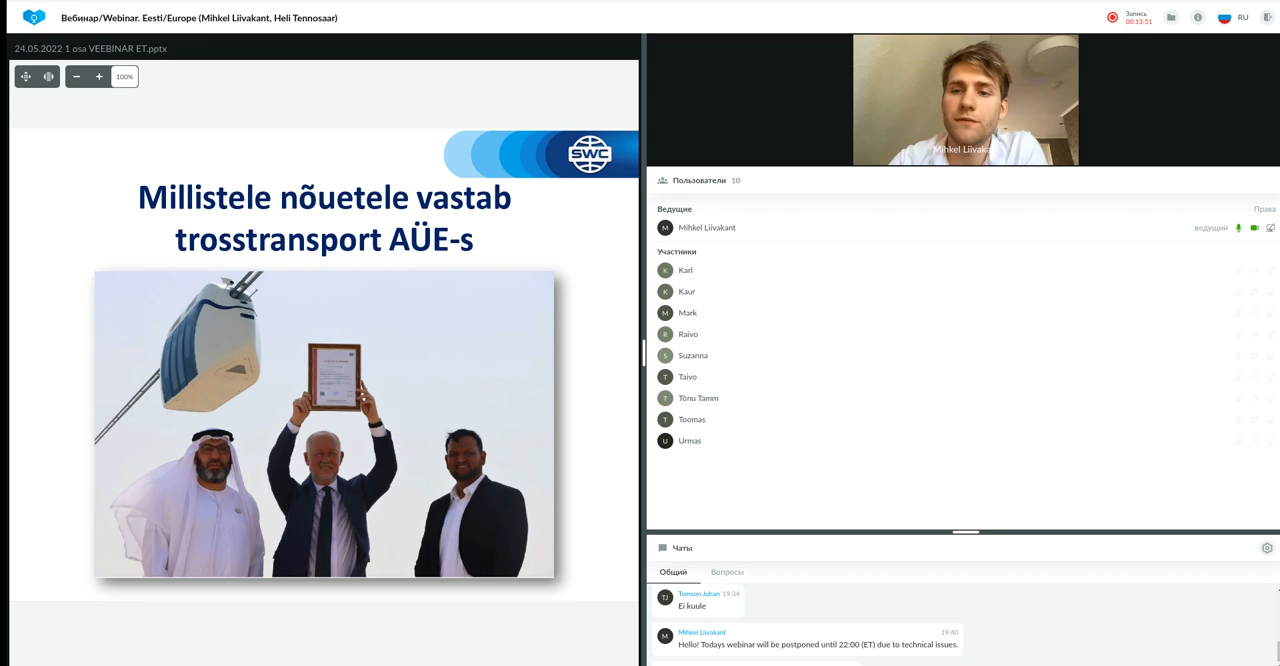 Вебинар/Webinar. Eesti/Europe (Mihkel Liivakant, Heli Tennosaar)
Запись
00:13:51
RU
24.05.2022 1 osa VEEBINAR ET.pptx
100%
SWC
Millistele nõuetele vastab
trosstransport AÜE-s
Mihkel Liivaka
Пользователи 10
Ведущие
Права
M Mihkel Liivakant
ведущий
Участники
K Karl
K Kaur
M Mark
R Raivo
S Suzanna
T Taivo
T Tõnu Tamm
T Toomas
U Urmas
Чаты
Общий
Вопросы
TJ Tomson Juhan 19:34
Ei kuule
M Mihkel Liivakant 19:40
Hello! Todays webinar will be postponed until 22:00 (ET) due to technical issues.